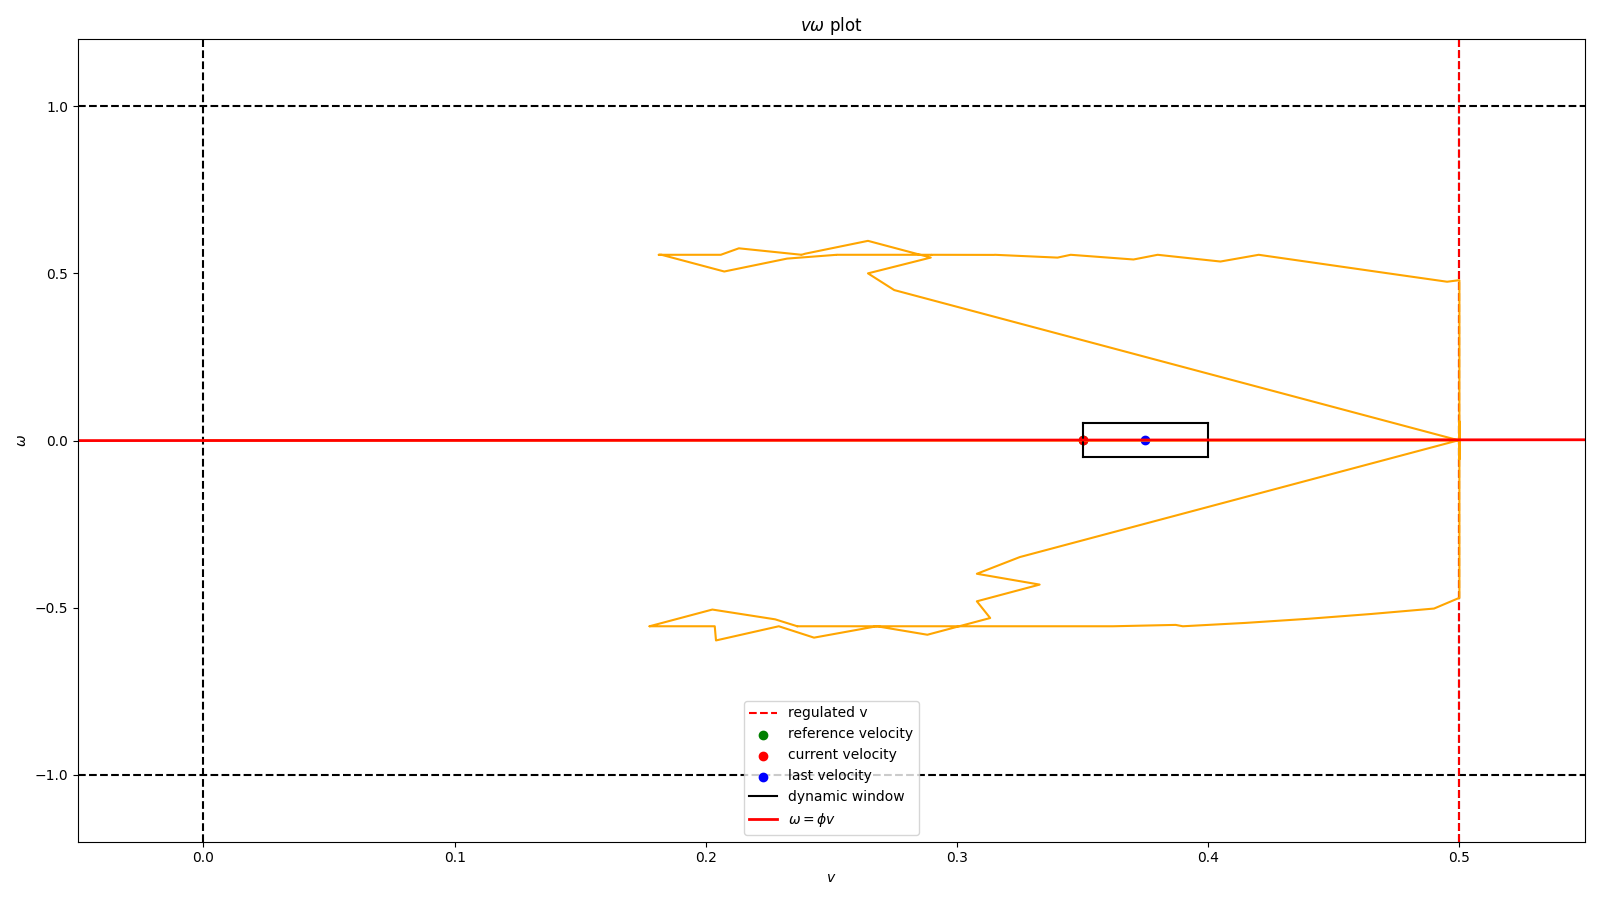 vω plot
1.0
0.5
0.0
−0.5
−1.0
ω
regulated v
reference velocity
current velocity
last velocity
dynamic window
ω = ϕv
0.0 0.1 0.2 0.3 0.4 0.5
v